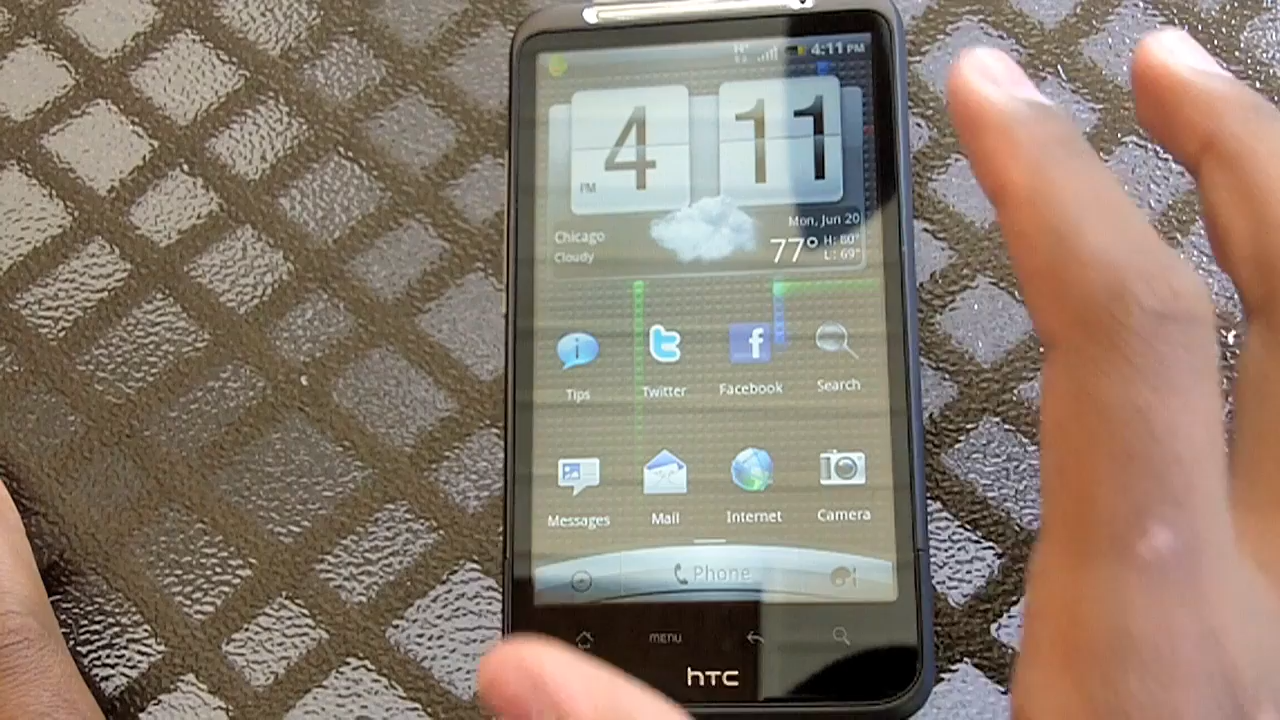 4:11 PM
4 11
PM
Mon, Jun 20
Chicago
Cloudy
77° H: 80°
L: 69°
Tips Twitter Facebook Search
Messages Mail Internet Camera
Phone
MENU
hTC